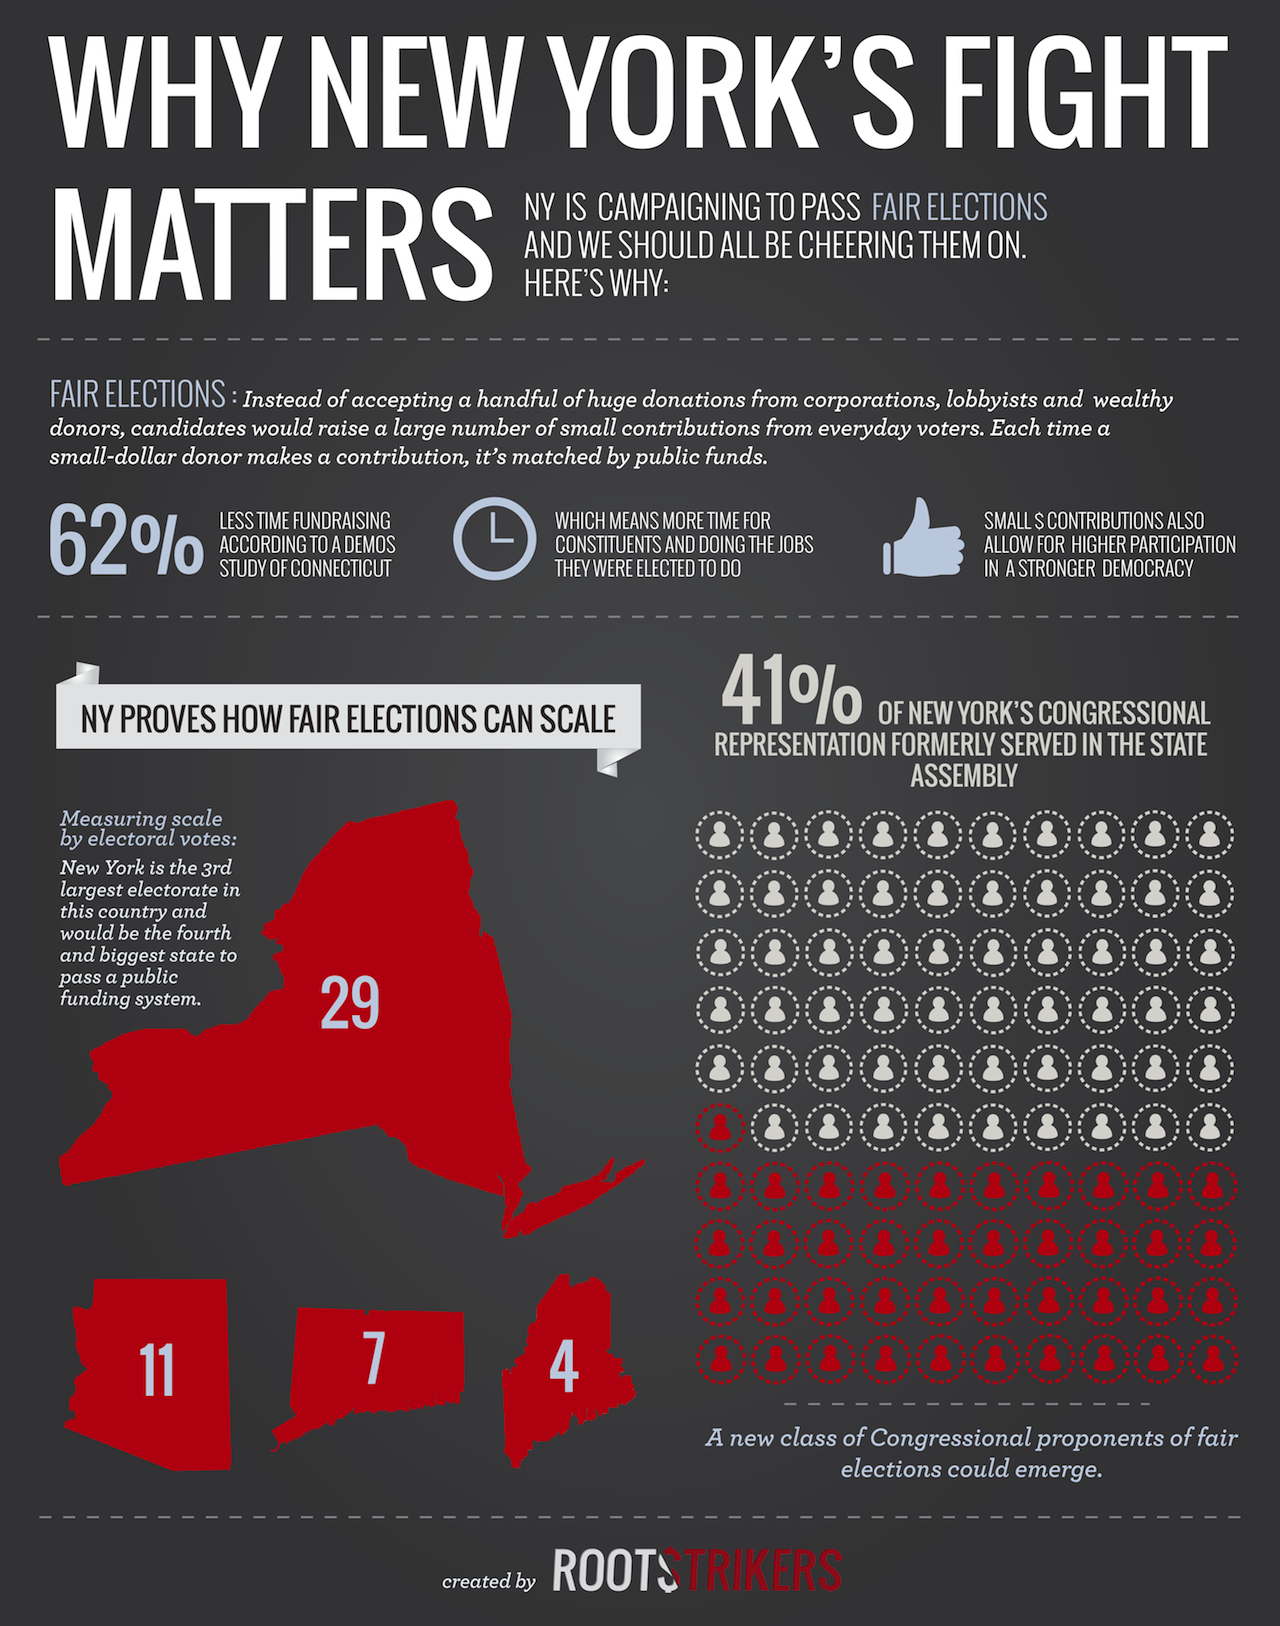 WHY NEW YORK'S FIGHT
MATTERS
NY IS CAMPAIGNING TO PASS FAIR ELECTIONS
AND WE SHOULD ALL BE CHEERING THEM ON.
HERE'S WHY:
FAIR ELECTIONS : Instead of accepting a handful of huge donations from corporations, lobbyists and wealthy
donors, candidates would raise a large number of small contributions from everyday voters. Each time a
small-dollar donor makes a contribution, it's matched by public funds.
62%
LESS TIME FUNDRAISING
ACCORDING TO A DEMOS
STUDY OF CONNECTICUT
WHICH MEANS MORE TIME FOR
CONSTITUENTS AND DOING THE JOBS
THEY WERE ELECTED TO DO
SMALL $ CONTRIBUTIONS ALSO
ALLOW FOR HIGHER PARTICIPATION
IN A STRONGER DEMOCRACY
NY PROVES HOW FAIR ELECTIONS CAN SCALE
Measuring scale
by electoral votes:
New York is the 3rd
largest electorate in
this country and
would be the fourth
and biggest state to
pass a public
funding system.
29
11
7
4
41% OF NEW YORK'S CONGRESSIONAL
REPRESENTATION FORMERLY SERVED IN THE STATE
ASSEMBLY
A new class of Congressional proponents of fair
elections could emerge.
created by ROOTSTRIKERS